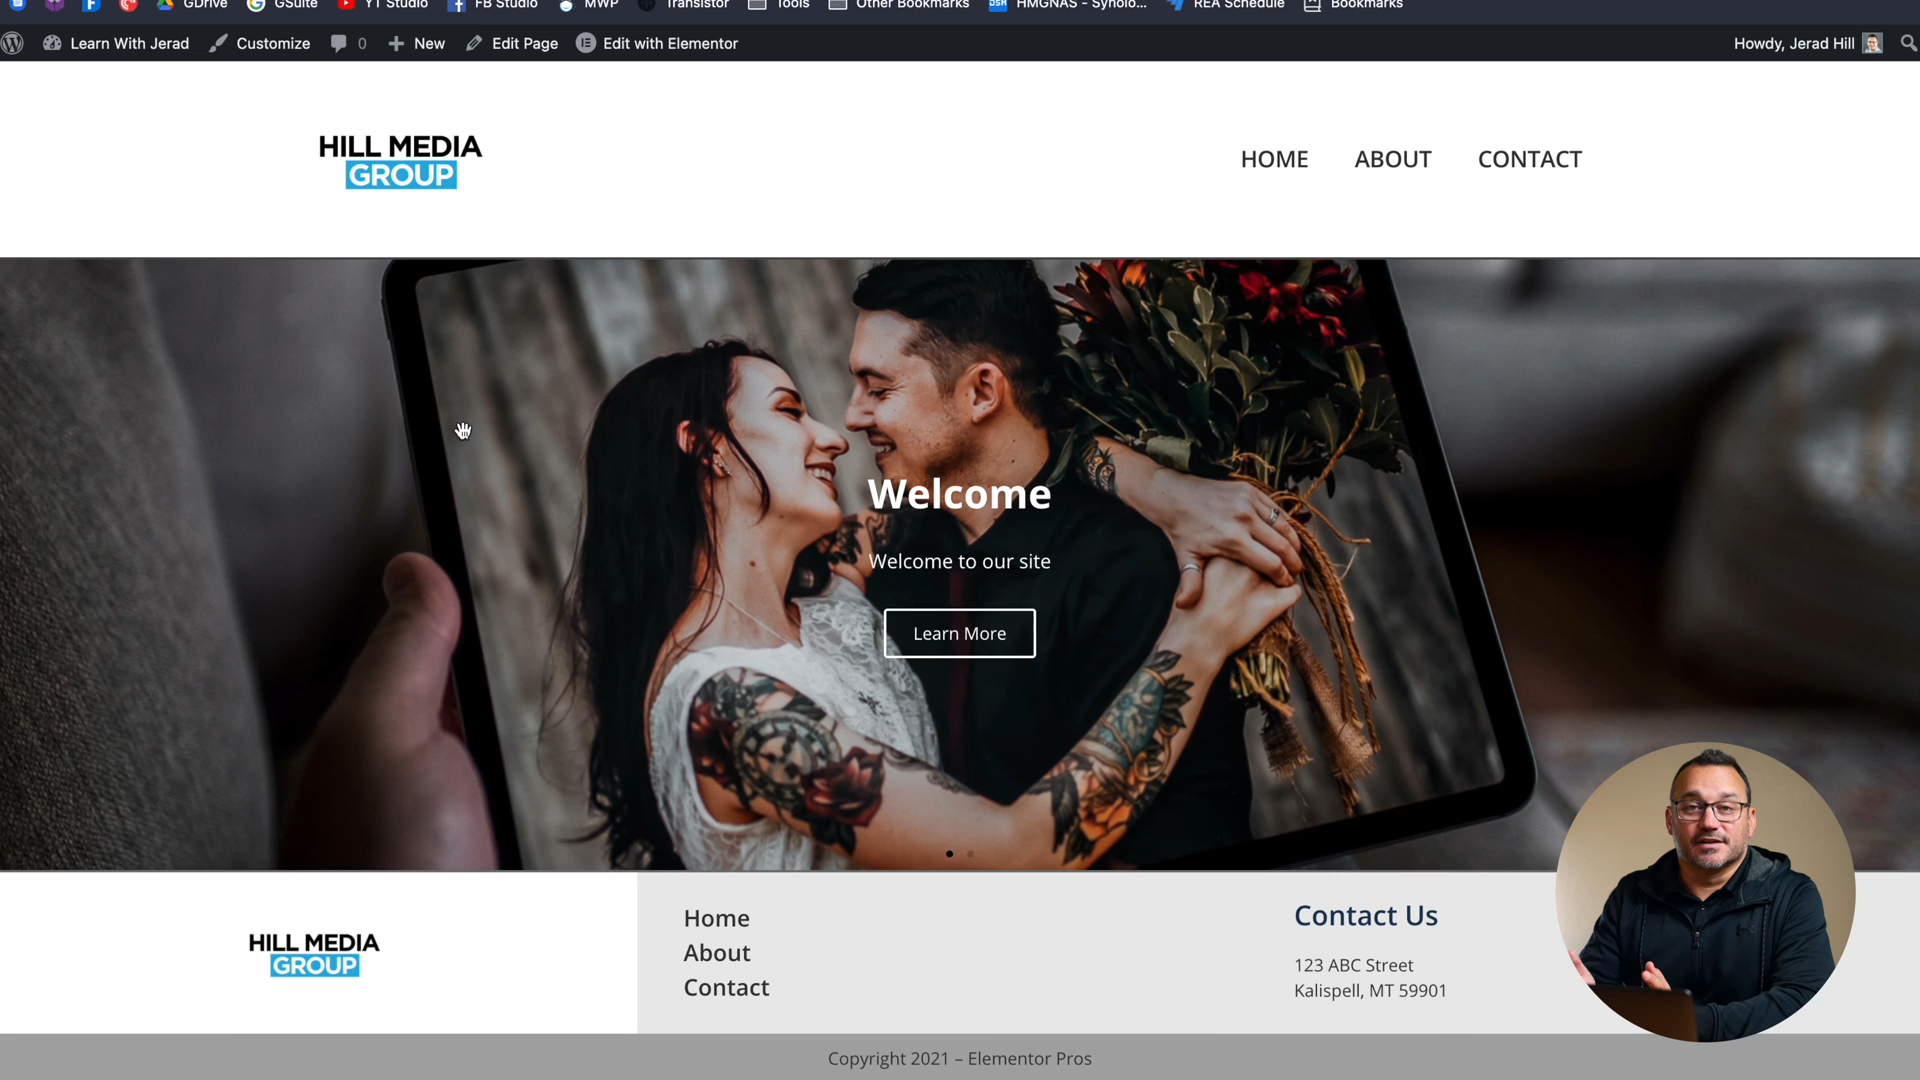 GDrive GSuite YT Studio FB Studio MWP Transistor Tools Other Bookmarks DSM HMGNAS - Synolo... REA Schedule Bookmarks
Learn With Jerad Customize 0 New Edit Page Edit with Elementor Howdy, Jerad Hill
HILL MEDIA
GROUP
HOME ABOUT CONTACT
Welcome
Welcome to our site
Learn More
HILL MEDIA
GROUP
Home
About
Contact
Contact Us
123 ABC Street
Kalispell, MT 59901
Copyright 2021 – Elementor Pros